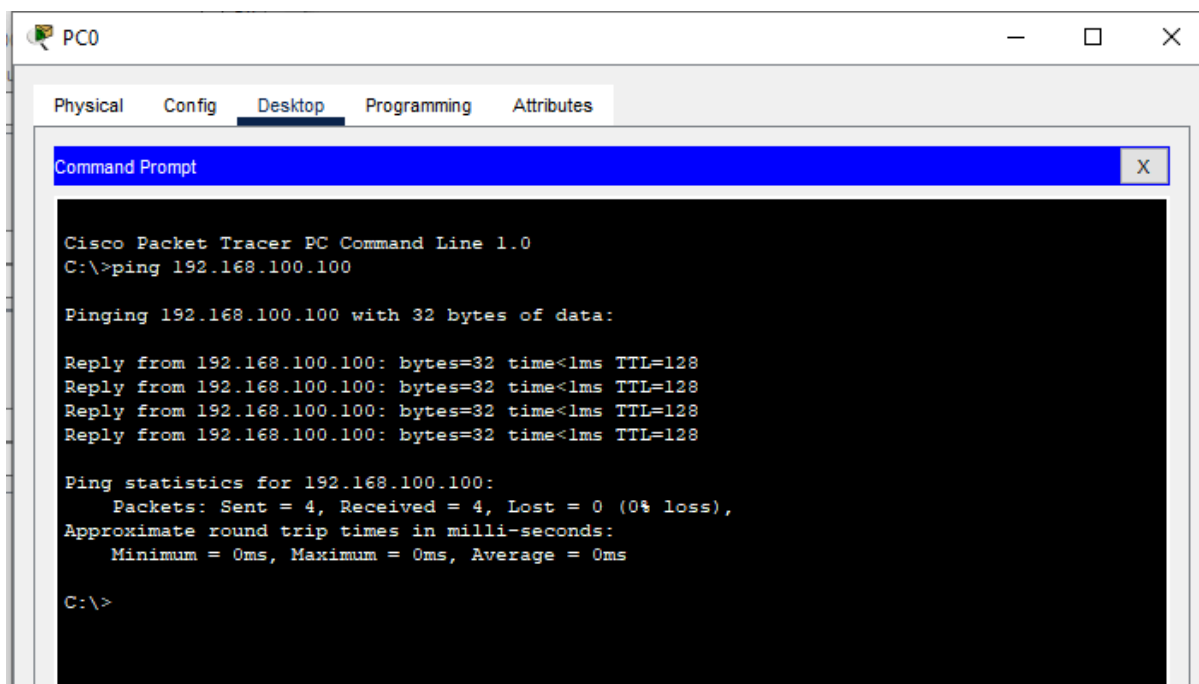 PC0
Physical Config Desktop Programming Attributes
Command Prompt
X
Cisco Packet Tracer PC Command Line 1.0
C:\>ping 192.168.100.100
Pinging 192.168.100.100 with 32 bytes of data:
Reply from 192.168.100.100: bytes=32 time<1ms TTL=128
Reply from 192.168.100.100: bytes=32 time<1ms TTL=128
Reply from 192.168.100.100: bytes=32 time<1ms TTL=128
Reply from 192.168.100.100: bytes=32 time<1ms TTL=128
Ping statistics for 192.168.100.100:
Packets: Sent = 4, Received = 4, Lost = 0 (0% loss),
Approximate round trip times in milli-seconds:
Minimum = 0ms, Maximum = 0ms, Average = 0ms
C:\>